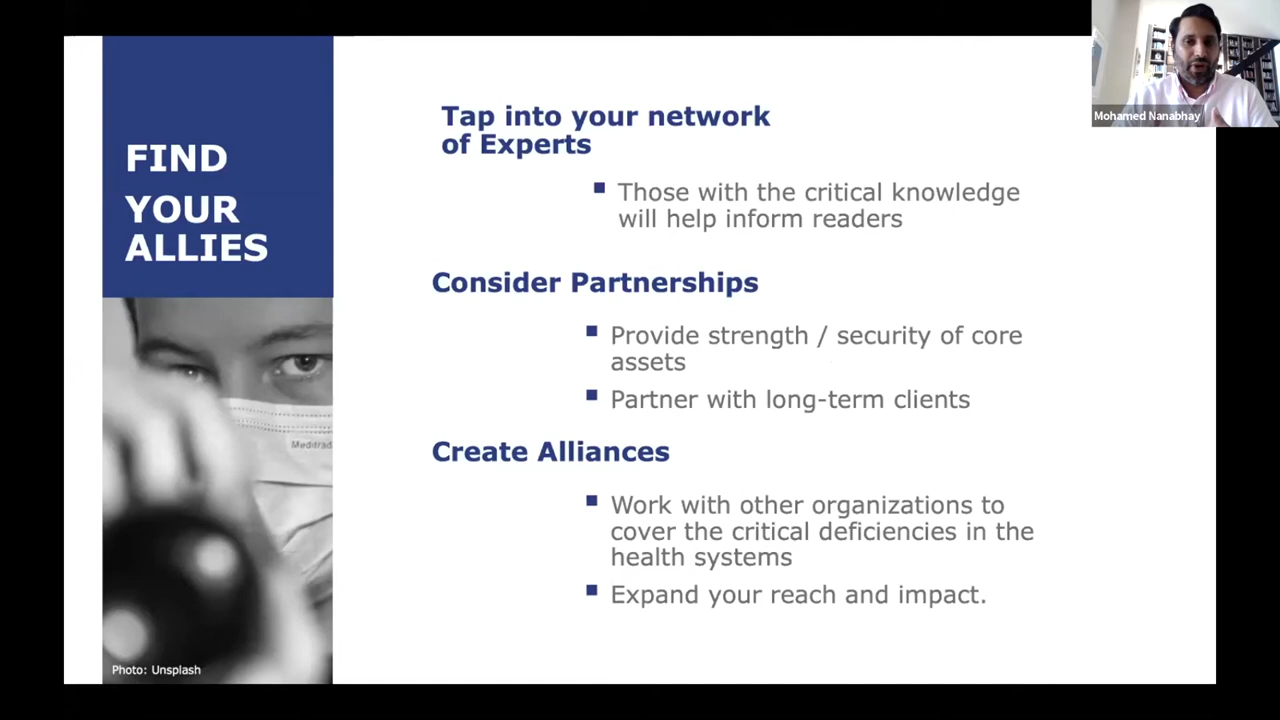 FIND
YOUR
ALLIES
Tap into your network
of Experts
▪ Those with the critical knowledge
will help inform readers
Consider Partnerships
▪ Provide strength / security of core
assets
▪ Partner with long-term clients
Create Alliances
▪ Work with other organizations to
cover the critical deficiencies in the
health systems
▪ Expand your reach and impact.
Photo: Unsplash
Mohamed Nanabhay